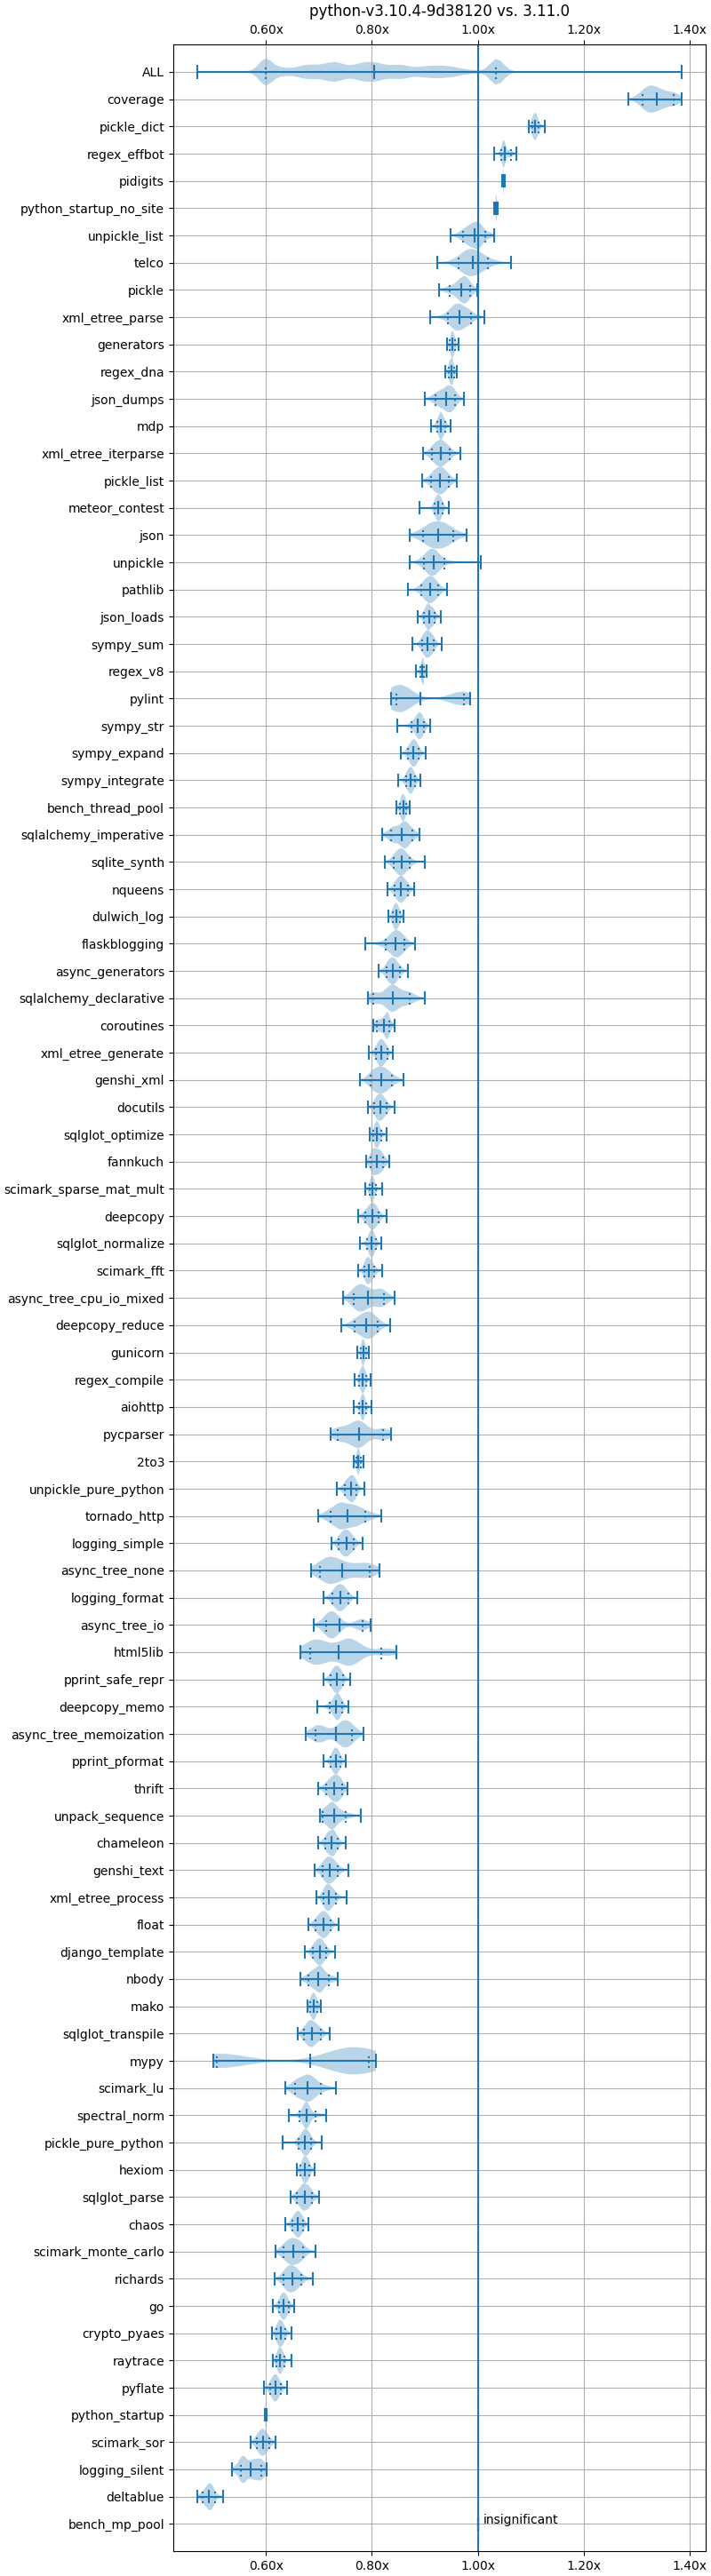 python-v3.10.4-9d38120 vs. 3.11.0
0.60x 0.80x 1.00x 1.20x 1.40x
ALL
coverage
pickle_dict
regex_effbot
pidigits
python_startup_no_site
unpickle_list
telco
pickle
xml_etree_parse
generators
regex_dna
json_dumps
mdp
xml_etree_iterparse
pickle_list
meteor_contest
json
unpickle
pathlib
json_loads
sympy_sum
regex_v8
pylint
sympy_str
sympy_expand
sympy_integrate
bench_thread_pool
sqlalchemy_imperative
sqlite_synth
nqueens
dulwich_log
flaskblogging
async_generators
sqlalchemy_declarative
coroutines
xml_etree_generate
genshi_xml
docutils
sqlglot_optimize
fannkuch
scimark_sparse_mat_mult
deepcopy
sqlglot_normalize
scimark_fft
async_tree_cpu_io_mixed
deepcopy_reduce
gunicorn
regex_compile
aiohttp
pycparser
2to3
unpickle_pure_python
tornado_http
logging_simple
async_tree_none
logging_format
async_tree_io
html5lib
pprint_safe_repr
deepcopy_memo
async_tree_memoization
pprint_pformat
thrift
unpack_sequence
chameleon
genshi_text
xml_etree_process
float
django_template
nbody
mako
sqlglot_transpile
mypy
scimark_lu
spectral_norm
pickle_pure_python
hexiom
sqlglot_parse
chaos
scimark_monte_carlo
richards
go
crypto_pyaes
raytrace
pyflate
python_startup
scimark_sor
logging_silent
deltablue
bench_mp_pool insignificant
0.60x 0.80x 1.00x 1.20x 1.40x